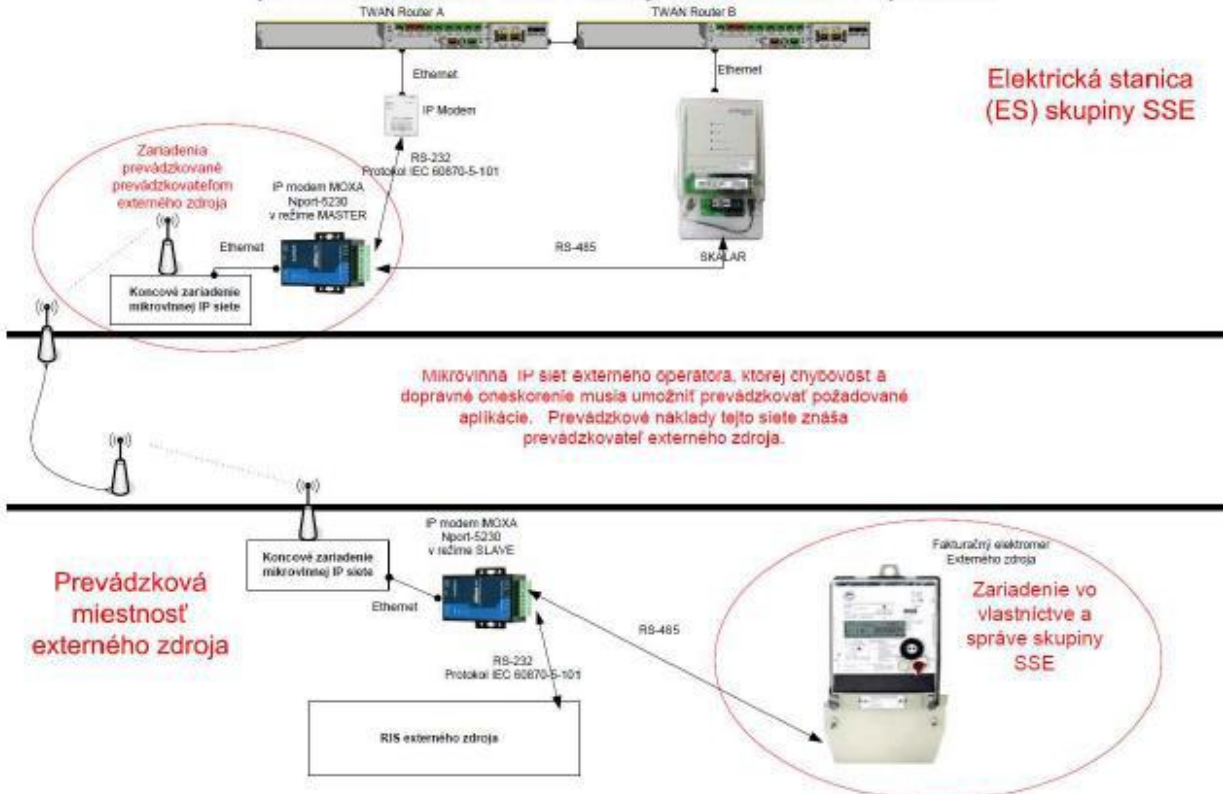 TWAN Router A
TWAN Router B
Ethernet
Ethernet
IP Modem
Elektrická stanica
(ES) skupiny SSE
Zariadenia
prevádzkované
prevádzkovateľom
externého zdroja
RS-232
Protokol IEC 60870-5-101
IP modem MOXA
Nport-5230
v režime MASTER
Ethernet
RS-485
SKALAR
Koncové zariadenie
mikrovlnnej IP siete
Mikrovlnná IP sieť externého operátora, ktorej chybovosť a
dopravné oneskorenie musia umožniť prevádzkovať požadované
aplikácie. Prevádzkové náklady tejto siete znáša
prevádzkovateľ externého zdroja.
IP modem MOXA
Nport-5230
v režime SLAVE
Koncové zariadenie
mikrovlnnej IP siete
Ethernet
Prevádzková
miestnosť
externého zdroja
RS-485
RS-232
Protokol IEC 60870-5-101
RIS externého zdroja
Fakturačný elektromer
Externého zdroja
Zariadenie vo
vlastníctve a
správe skupiny
SSE